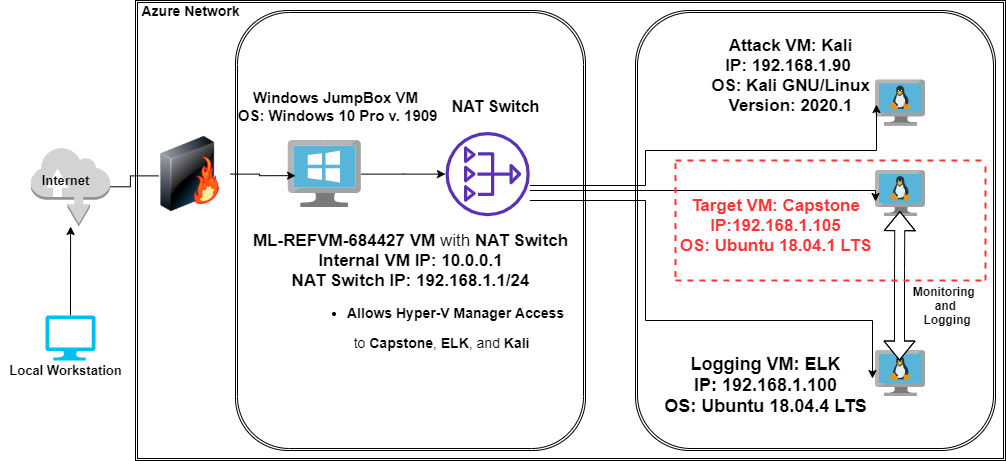 Azure Network
Attack VM: Kali
IP: 192.168.1.90
OS: Kali GNU/Linux
Version: 2020.1
Windows JumpBox VM
OS: Windows 10 Pro v. 1909
NAT Switch
Internet
Target VM: Capstone
IP:192.168.1.105
OS: Ubuntu 18.04.1 LTS
ML-REFVM-684427 VM with NAT Switch
Internal VM IP: 10.0.0.1
NAT Switch IP: 192.168.1.1/24
• Allows Hyper-V Manager Access
to Capstone, ELK, and Kali
Monitoring
and
Logging
Local Workstation
Logging VM: ELK
IP: 192.168.1.100
OS: Ubuntu 18.04.4 LTS